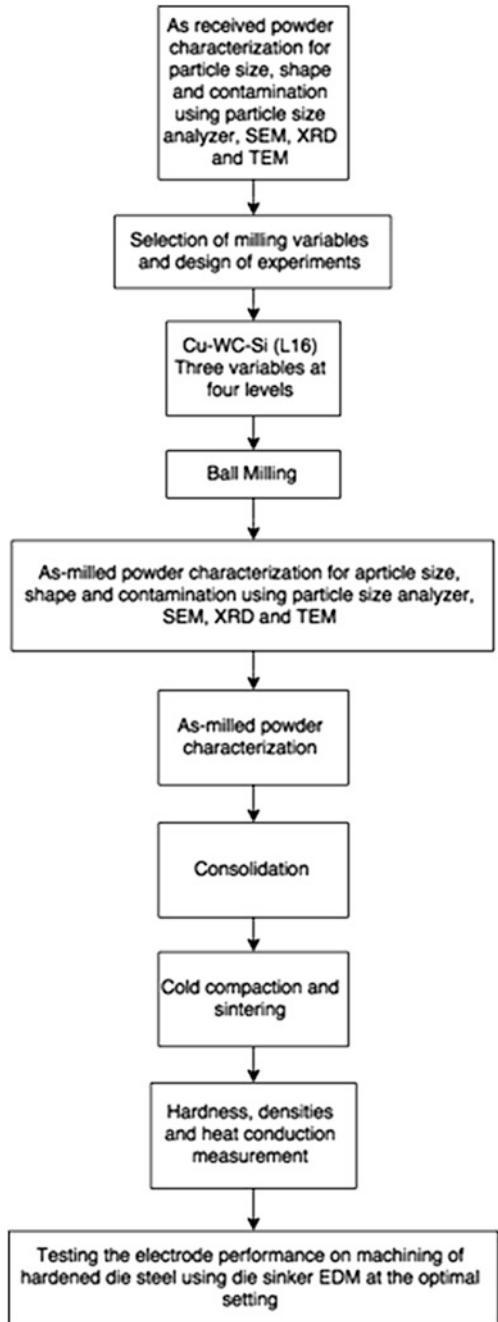 As received powder
characterization for
particle size, shape
and contamination
using particle size
analyzer, SEM, XRD
and TEM
Selection of milling variables
and design of experiments
Cu-WC-Si (L16)
Three variables at
four levels
Ball Milling
As-milled powder characterization for aprticle size,
shape and contamination using particle size analyzer,
SEM, XRD and TEM
As-milled powder
characterization
Consolidation
Cold compaction and
sintering
Hardness, densities
and heat conduction
measurement
Testing the electrode performance on machining of
hardened die steel using die sinker EDM at the optimal
setting